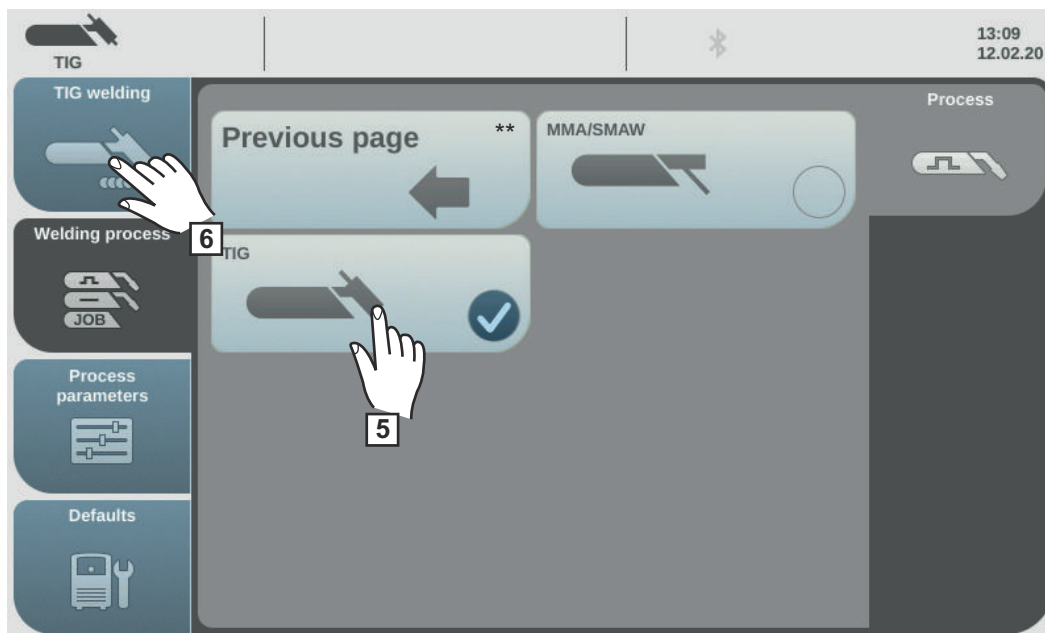 TIG
13:09
12.02.20
TIG welding
Process
Previous page **
MMA/SMAW
6
Welding process
TIG
JOB
5
Process
parameters
Defaults